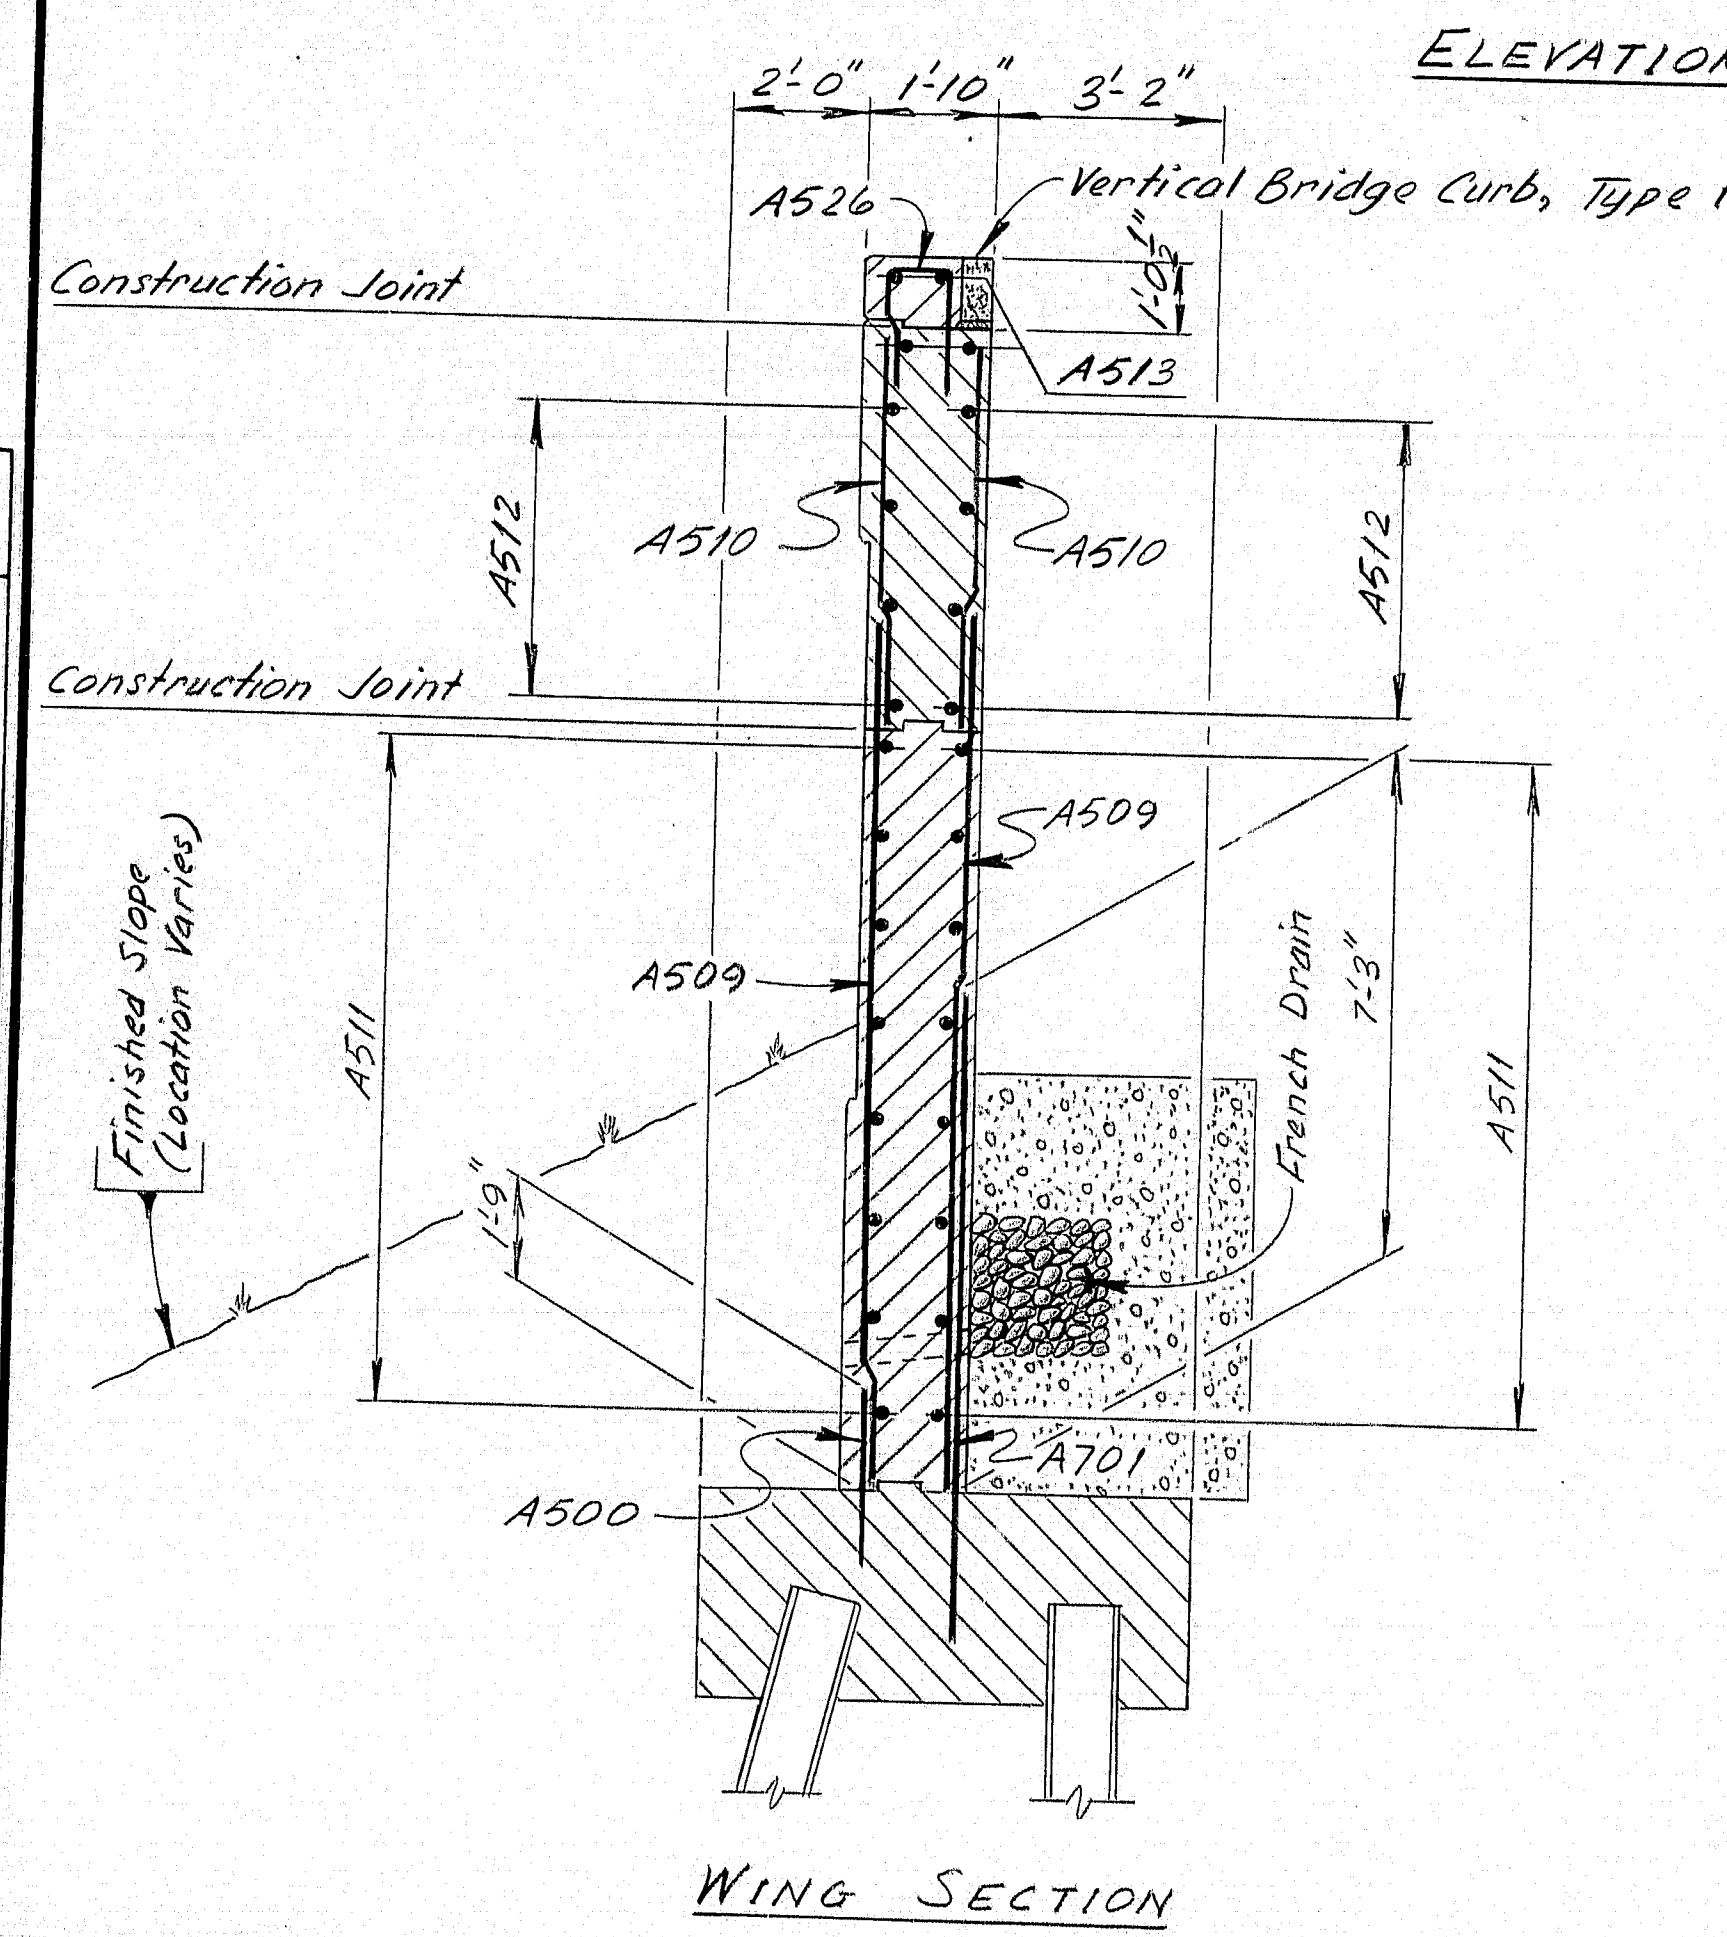 ELEVATION
2'-0" 1'-10" 3'-2"
A526
Vertical Bridge Curb, Type
1'-0½"
Construction Joint
A513
A512
A510
A510
A512
Construction Joint
A509
Finished Slope
(Location Varies)
A509
A511
French Drain
7'-3"
A511
1'-9"
A701
A500
WING SECTION